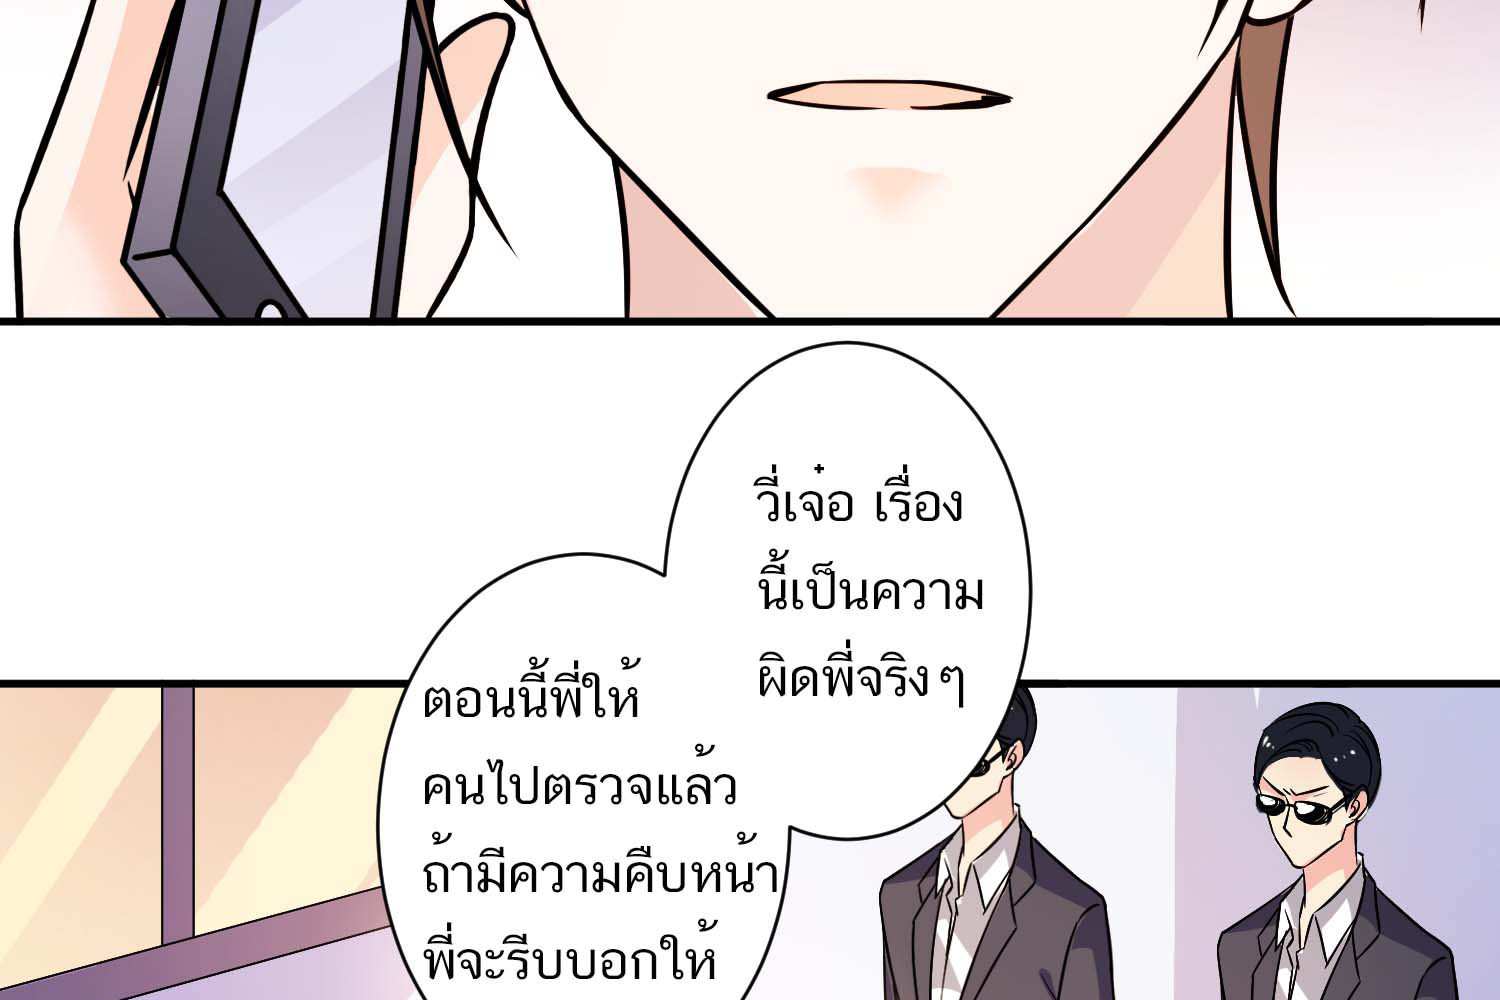 วี่เจ๋อ เรื่อง
นี้เป็นความ
ผิดพี่จริงๆ
ตอนนี้พี่ให้
คนไปตรวจแล้ว
ถ้ามีความคืบหน้า
พี่จะรีบบอกให้